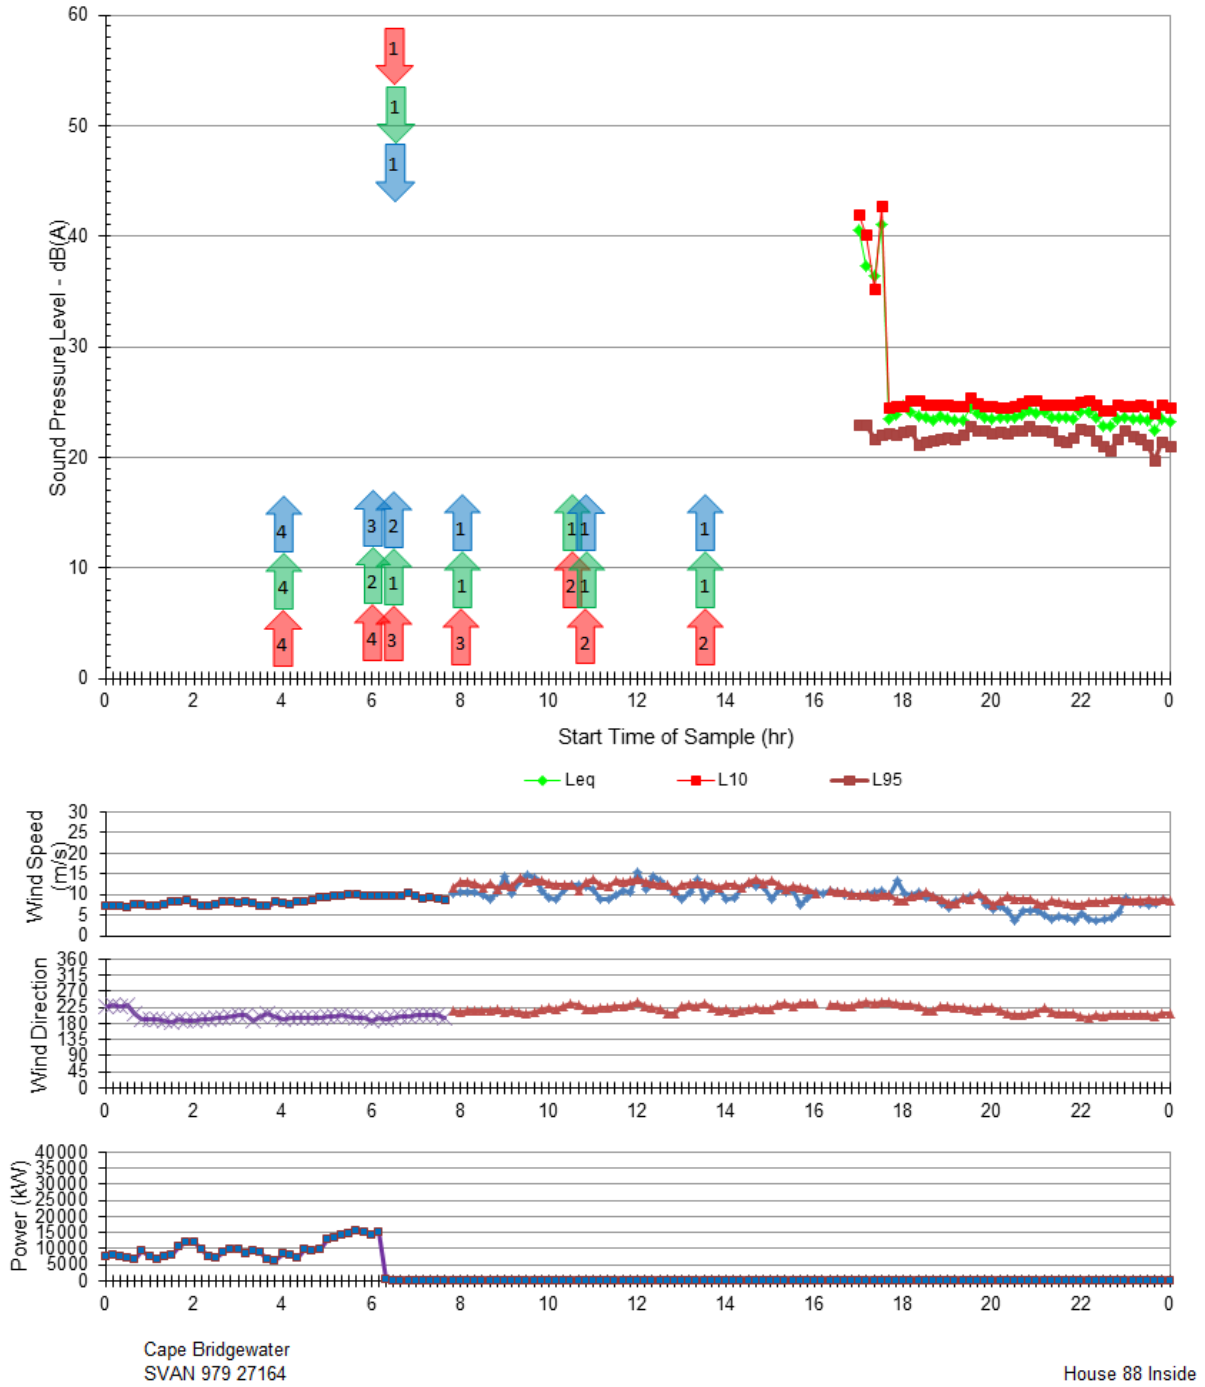 60
50
40
30
20
10
0
Sound Pressure Level - dB(A)
1
1
1
4 3 2 1 1 1 1
4 2 1 1 2 1 1
4 4 3 3 2 2
0 2 4 6 8 10 12 14 16 18 20 22 0
Start Time of Sample (hr)
Leq L10 L95
30
25
20
15
10
5
0
Wind Speed
(m/s)
360
315
270
225
180
135
90
45
0
Wind Direction
0 2 4 6 8 10 12 14 16 18 20 22 0
40000
35000
30000
25000
20000
15000
10000
5000
0
Power (kW)
0 2 4 6 8 10 12 14 16 18 20 22 0
Cape Bridgewater
SVAN 979 27164
House 88 Inside